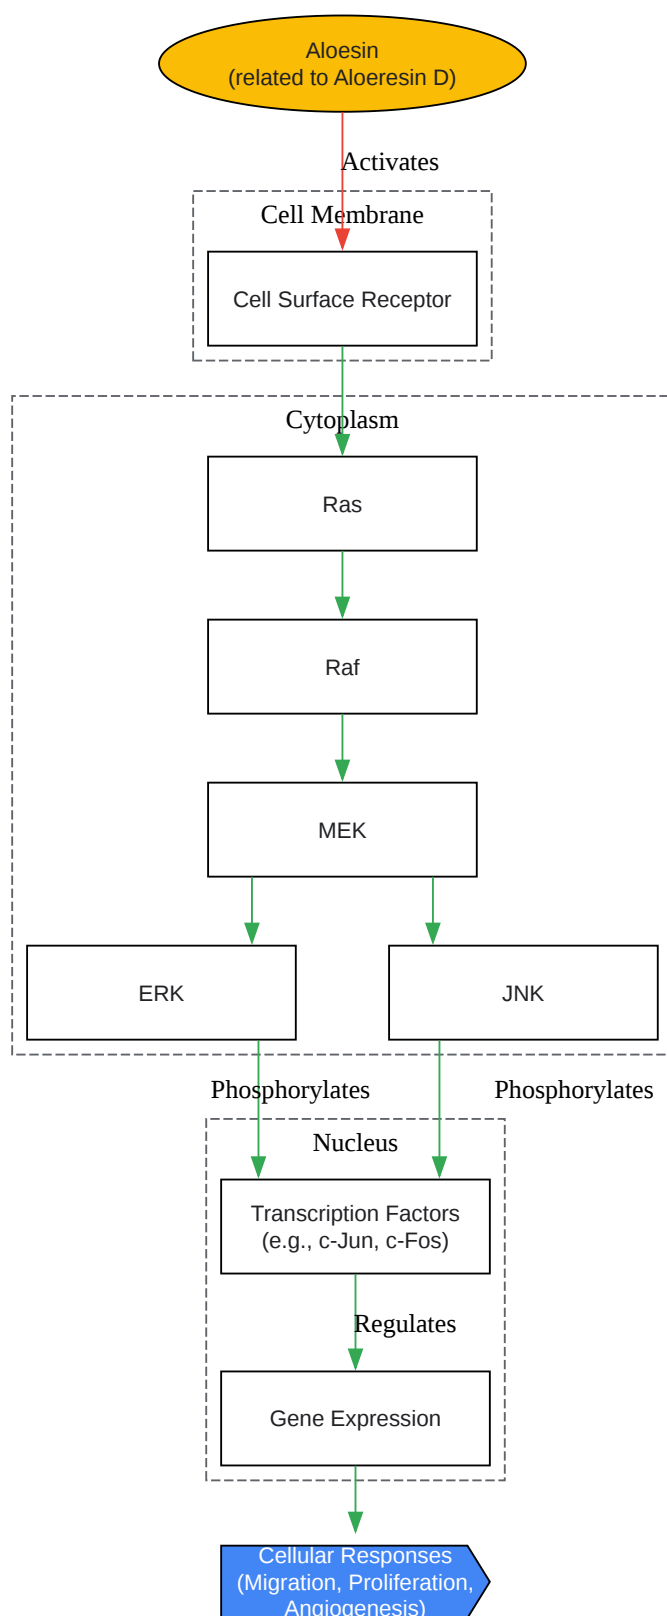 Aloesin
(related to Aloeresin D)
Activates
Cell Membrane
Cell Surface Receptor
Cytoplasm
Ras
Raf
MEK
ERK
JNK
Phosphorylates
Phosphorylates
Nucleus
Transcription Factors
(e.g., c-Jun, c-Fos)
Regulates
Gene Expression
Cellular Responses
(Migration, Proliferation,
Angiogenesis)